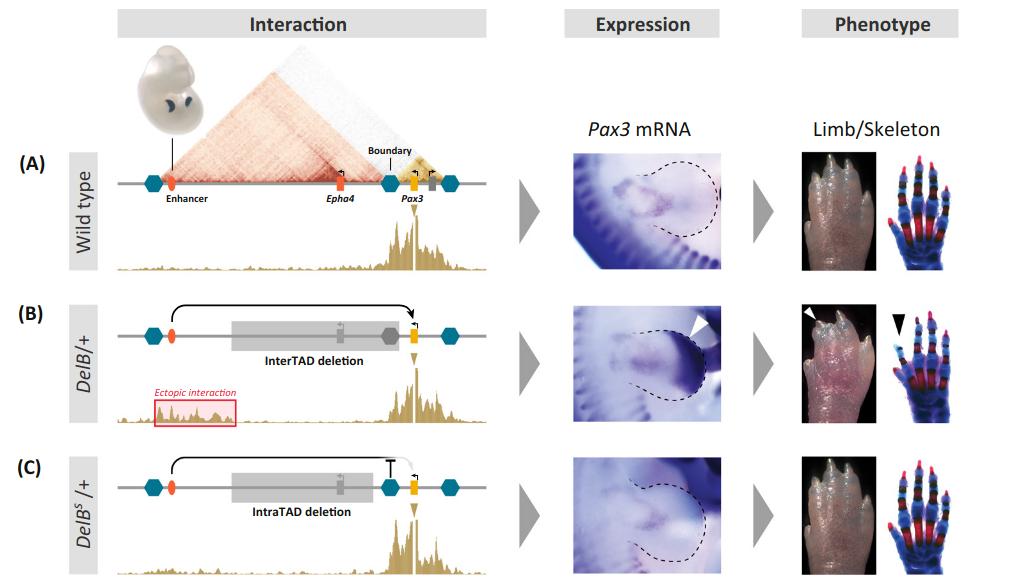 Interaction
Expression
Phenotype
Pax3 mRNA
Limb/Skeleton
(A)
Wild type
Boundary
Enhancer
Epha4
Pax3
(B)
DelB/+
InterTAD deletion
Ectopic interaction
(C)
DelBˢ /+
IntraTAD deletion